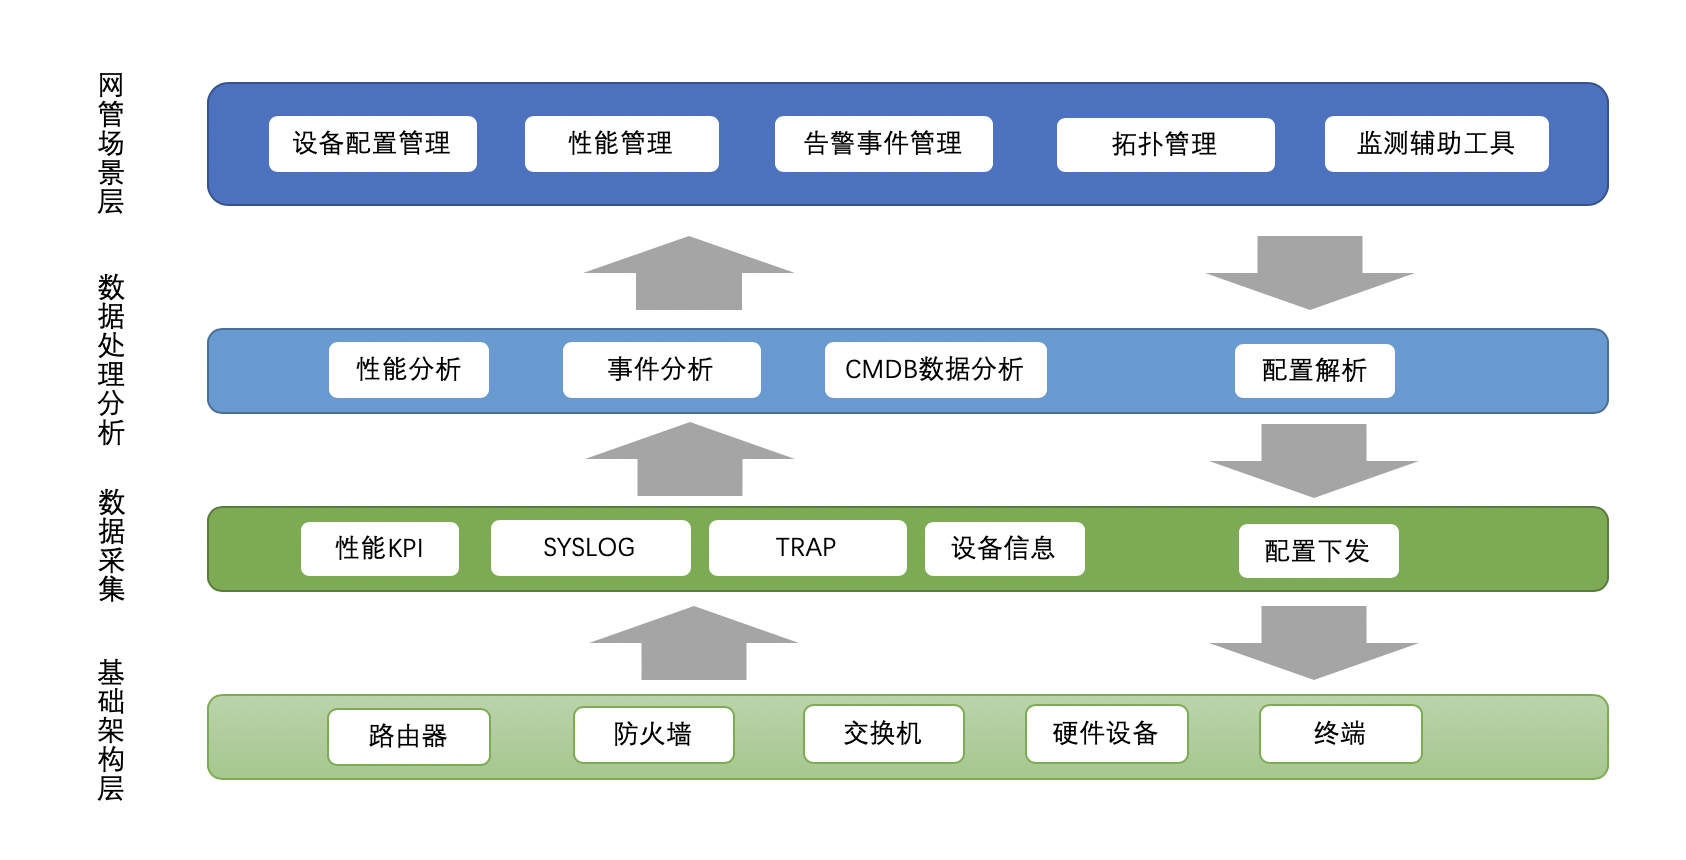 网管场景层
设备配置管理
性能管理
告警事件管理
拓扑管理
监测辅助工具
数据处理分析
性能分析
事件分析
CMDB数据分析
配置解析
数据采集
性能KPI
SYSLOG
TRAP
设备信息
配置下发
基础架构层
路由器
防火墙
交换机
硬件设备
终端